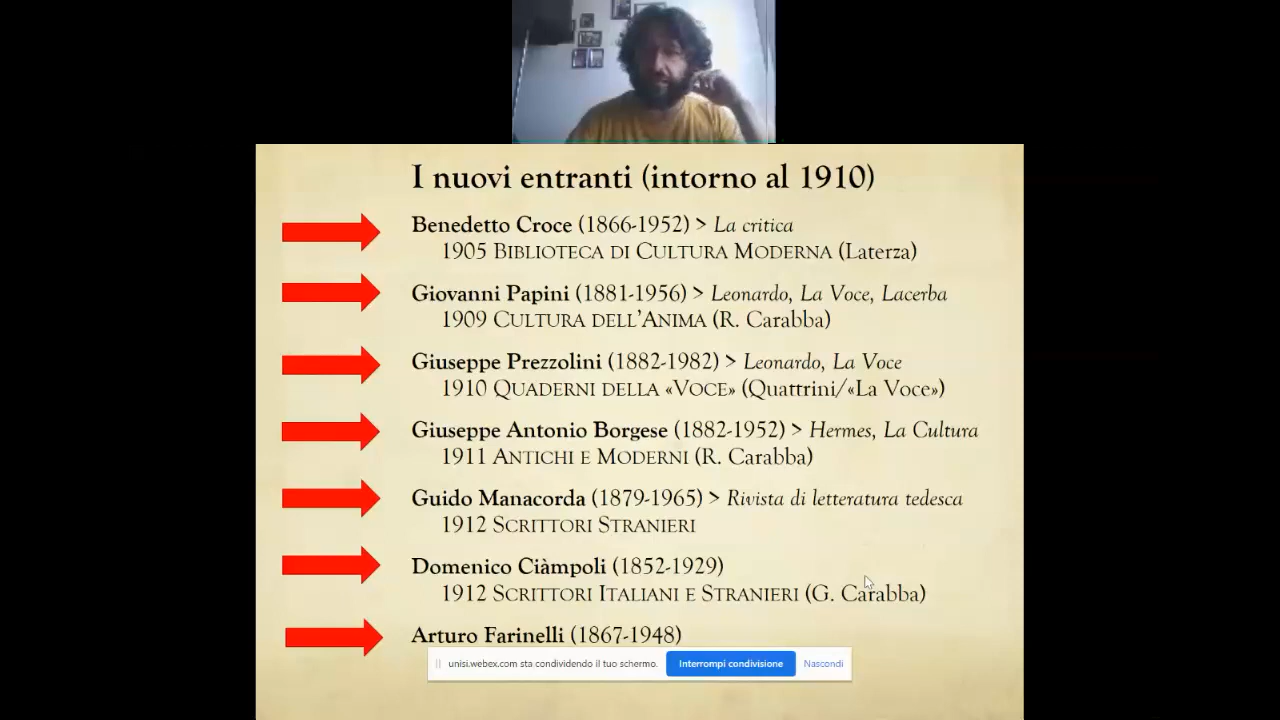 I nuovi entranti (intorno al 1910)
Benedetto Croce (1866-1952) > La critica
1905 BIBLIOTECA DI CULTURA MODERNA (Laterza)
Giovanni Papini (1881-1956) > Leonardo, La Voce, Lacerba
1909 CULTURA DELL'ANIMA (R. Carabba)
Giuseppe Prezzolini (1882-1982) > Leonardo, La Voce
1910 QUADERNI DELLA «VOCE» (Quattrini/«La Voce»)
Giuseppe Antonio Borgese (1882-1952) > Hermes, La Cultura
1911 ANTICHI E MODERNI (R. Carabba)
Guido Manacorda (1879-1965) > Rivista di letteratura tedesca
1912 SCRITTORI STRANIERI
Domenico Ciàmpoli (1852-1929)
1912 SCRITTORI ITALIANI E STRANIERI (G. Carabba)
Arturo Farinelli (1867-1948)
unisi.webex.com sta condividendo il tuo schermo. Interrompi condivisione Nascondi